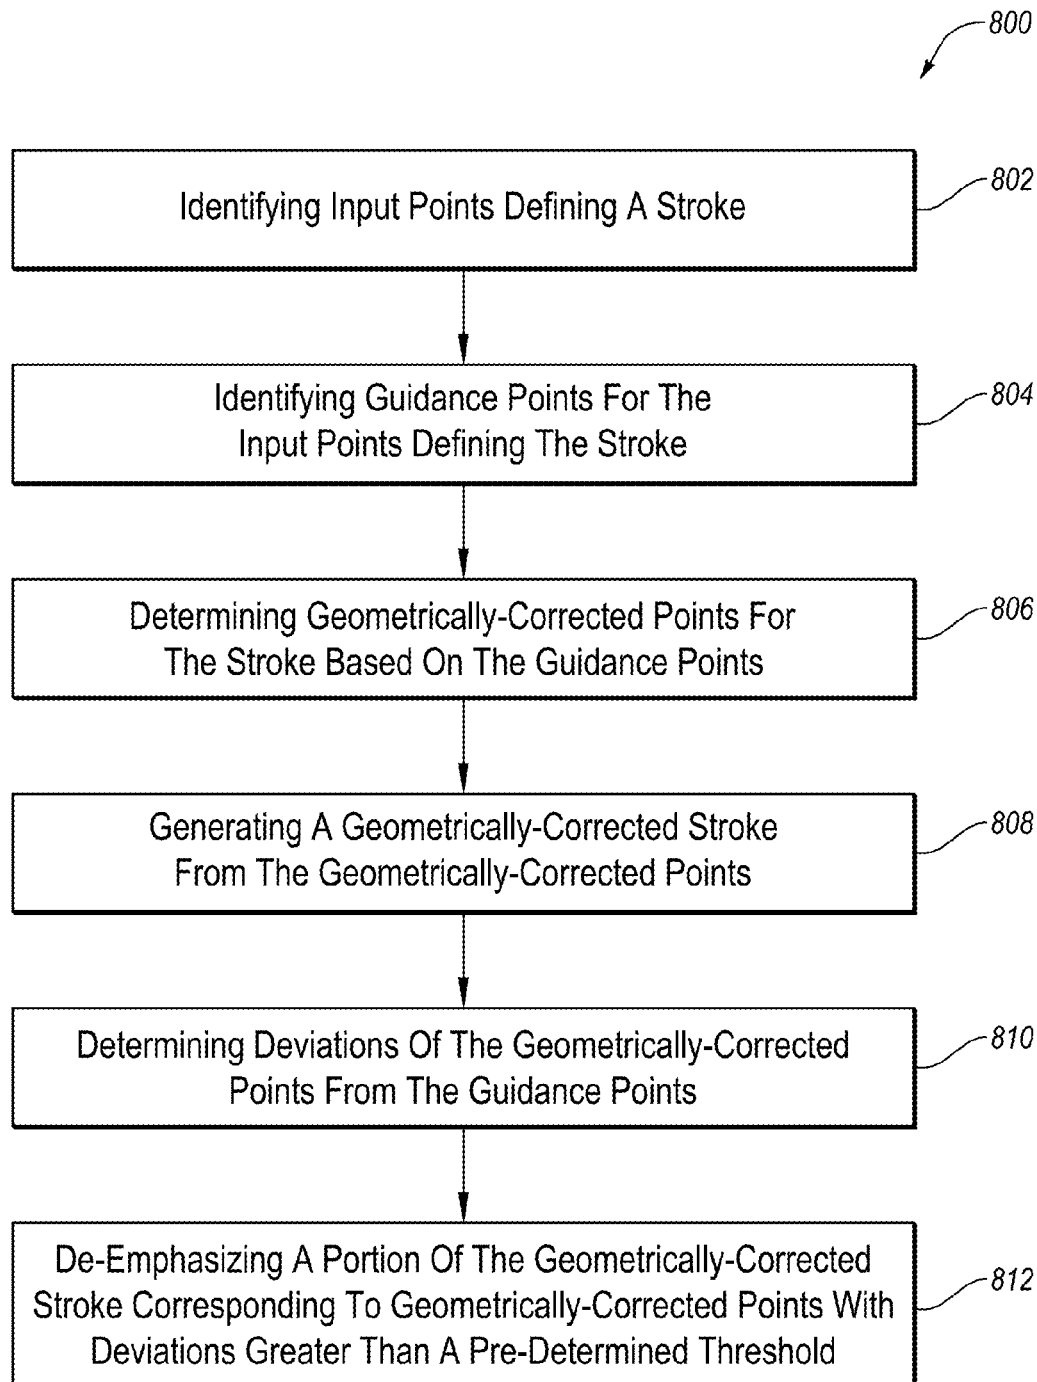 800
Identifying Input Points Defining A Stroke
802
Identifying Guidance Points For The
Input Points Defining The Stroke
804
Determining Geometrically-Corrected Points For
The Stroke Based On The Guidance Points
806
Generating A Geometrically-Corrected Stroke
From The Geometrically-Corrected Points
808
Determining Deviations Of The Geometrically-Corrected
Points From The Guidance Points
810
De-Emphasizing A Portion Of The Geometrically-Corrected
Stroke Corresponding To Geometrically-Corrected Points With
Deviations Greater Than A Pre-Determined Threshold
812